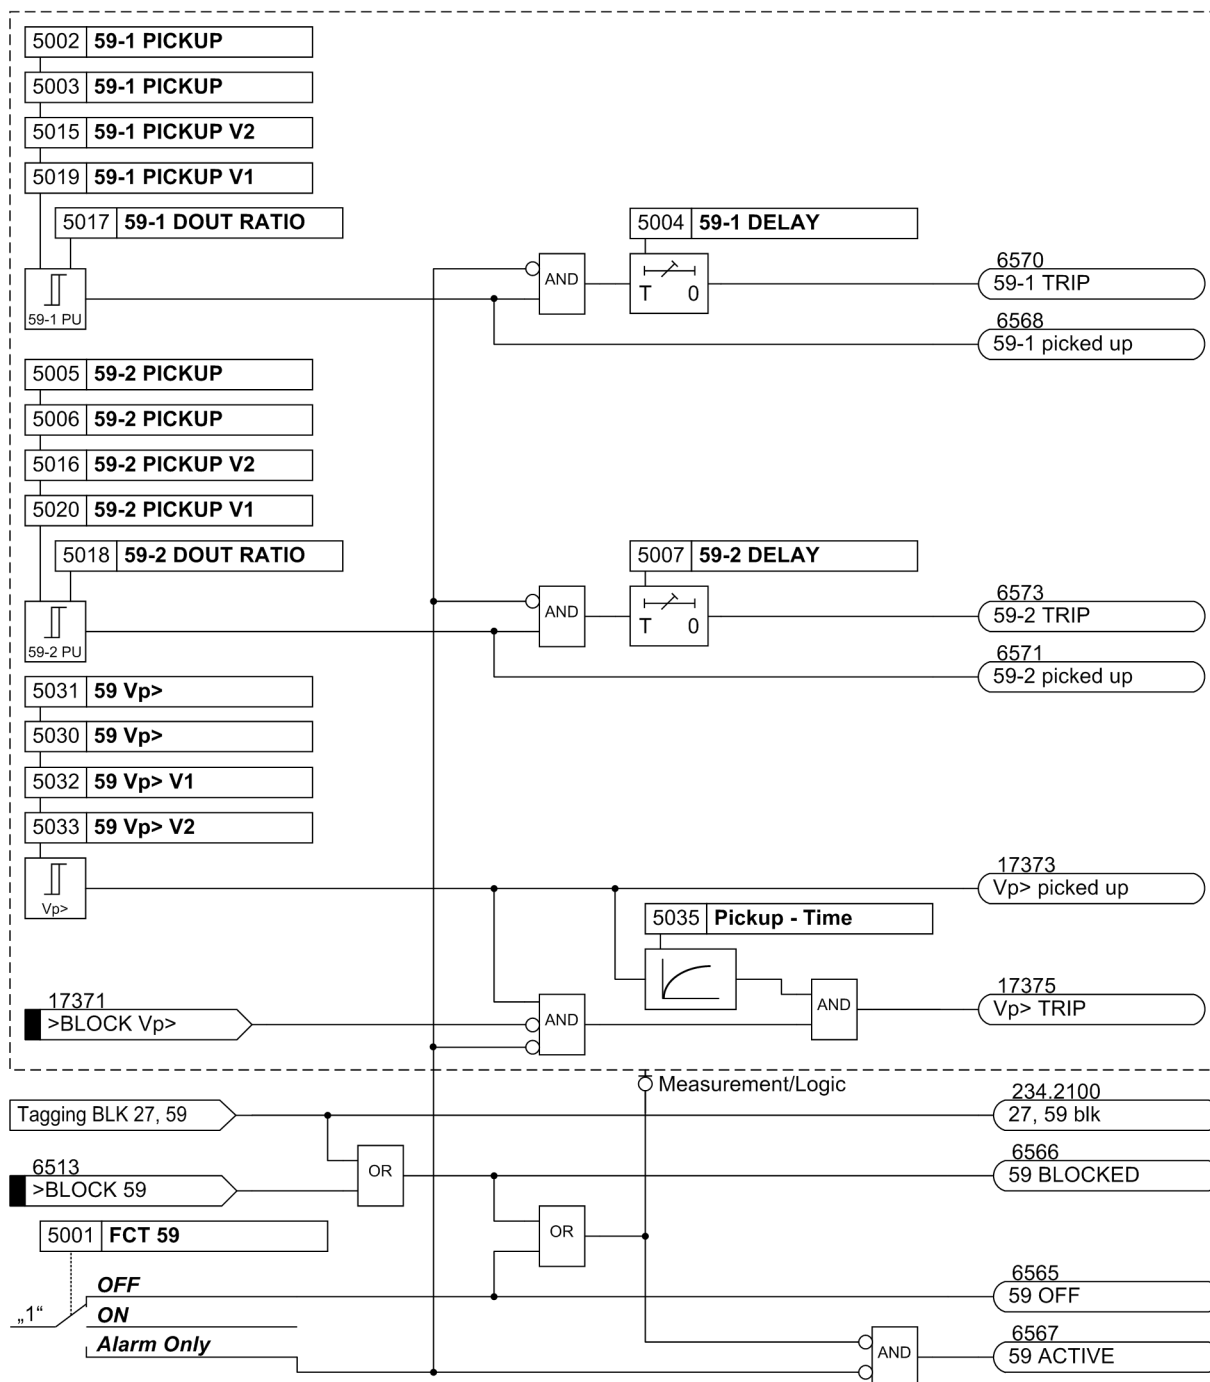 5002 59-1 PICKUP
5003 59-1 PICKUP
5015 59-1 PICKUP V2
5019 59-1 PICKUP V1
5017 59-1 DOUT RATIO
5004 59-1 DELAY
59-1 PU
AND
T 0
6570
59-1 TRIP
6568
59-1 picked up
5005 59-2 PICKUP
5006 59-2 PICKUP
5016 59-2 PICKUP V2
5020 59-2 PICKUP V1
5018 59-2 DOUT RATIO
5007 59-2 DELAY
59-2 PU
AND
T 0
6573
59-2 TRIP
6571
59-2 picked up
5031 59 Vp>
5030 59 Vp>
5032 59 Vp> V1
5033 59 Vp> V2
Vp>
17373
Vp> picked up
5035 Pickup - Time
17371
>BLOCK Vp>
AND
AND
17375
Vp> TRIP
Measurement/Logic
Tagging BLK 27, 59
234.2100
27, 59 blk
6513
>BLOCK 59
OR
6566
59 BLOCKED
5001 FCT 59
OR
OFF
6565
59 OFF
„1“
ON
Alarm Only
AND
6567
59 ACTIVE